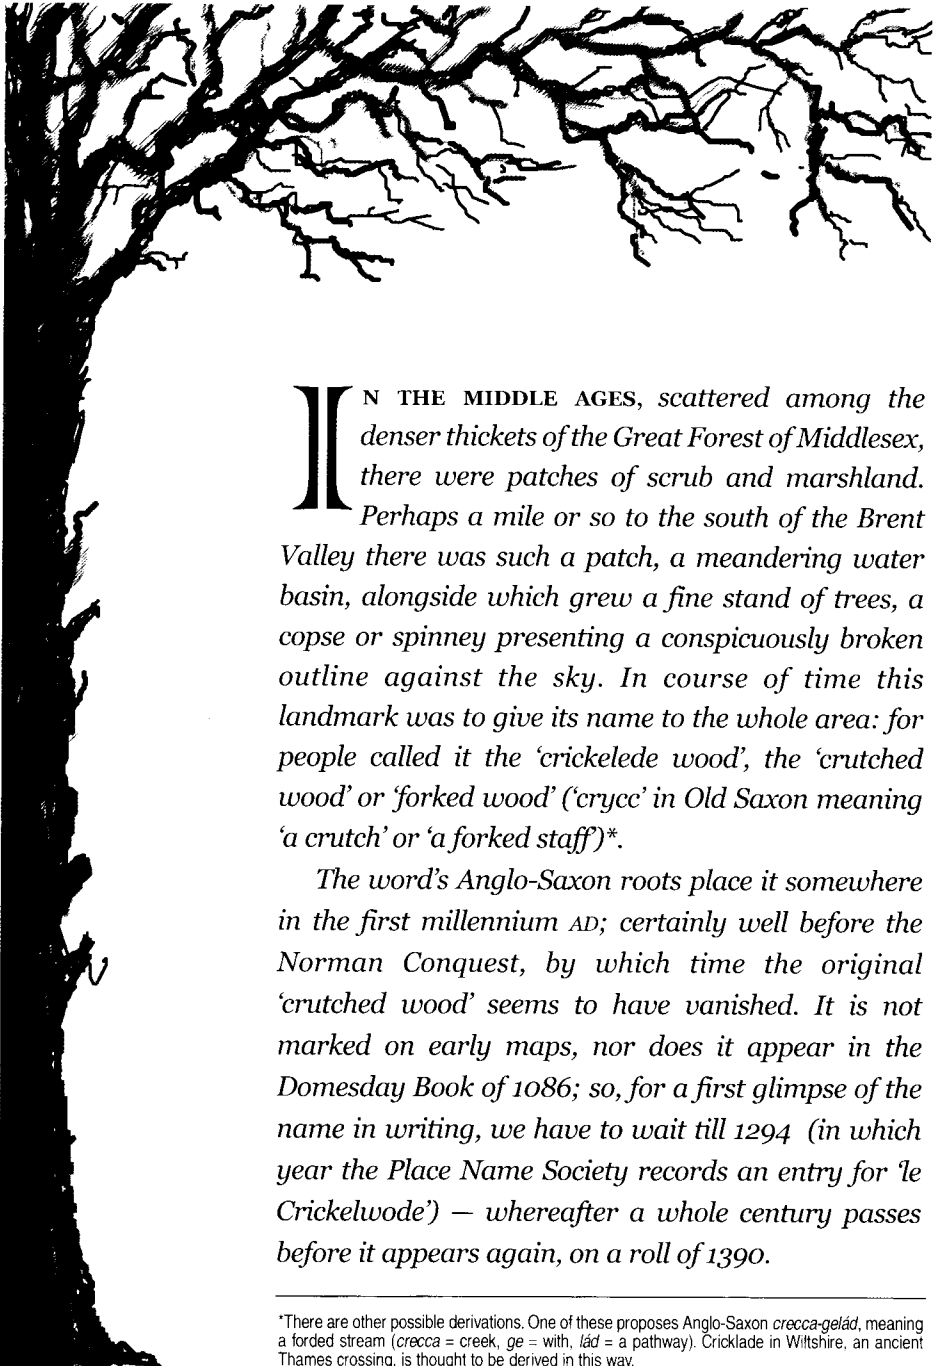 IN THE MIDDLE AGES, scattered among the
denser thickets of the Great Forest of Middlesex,
there were patches of scrub and marshland.
Perhaps a mile or so to the south of the Brent
Valley there was such a patch, a meandering water
basin, alongside which grew a fine stand of trees, a
copse or spinney presenting a conspicuously broken
outline against the sky. In course of time this
landmark was to give its name to the whole area: for
people called it the ‘crickelede wood’, the ‘crutched
wood’ or ‘forked wood’ (‘crycc’ in Old Saxon meaning
‘a crutch’ or ‘a forked staff’)*.
The word’s Anglo-Saxon roots place it somewhere
in the first millennium AD; certainly well before the
Norman Conquest, by which time the original
‘crutched wood’ seems to have vanished. It is not
marked on early maps, nor does it appear in the
Domesday Book of 1086; so, for a first glimpse of the
name in writing, we have to wait till 1294 (in which
year the Place Name Society records an entry for ‘le
Crickelwode’) — whereafter a whole century passes
before it appears again, on a roll of 1390.
*There are other possible derivations. One of these proposes Anglo-Saxon crecca-gelád, meaning
a forded stream (crecca = creek, ge = with, lád = a pathway). Cricklade in Wiltshire, an ancient
Thames crossing, is thought to be derived in this way.